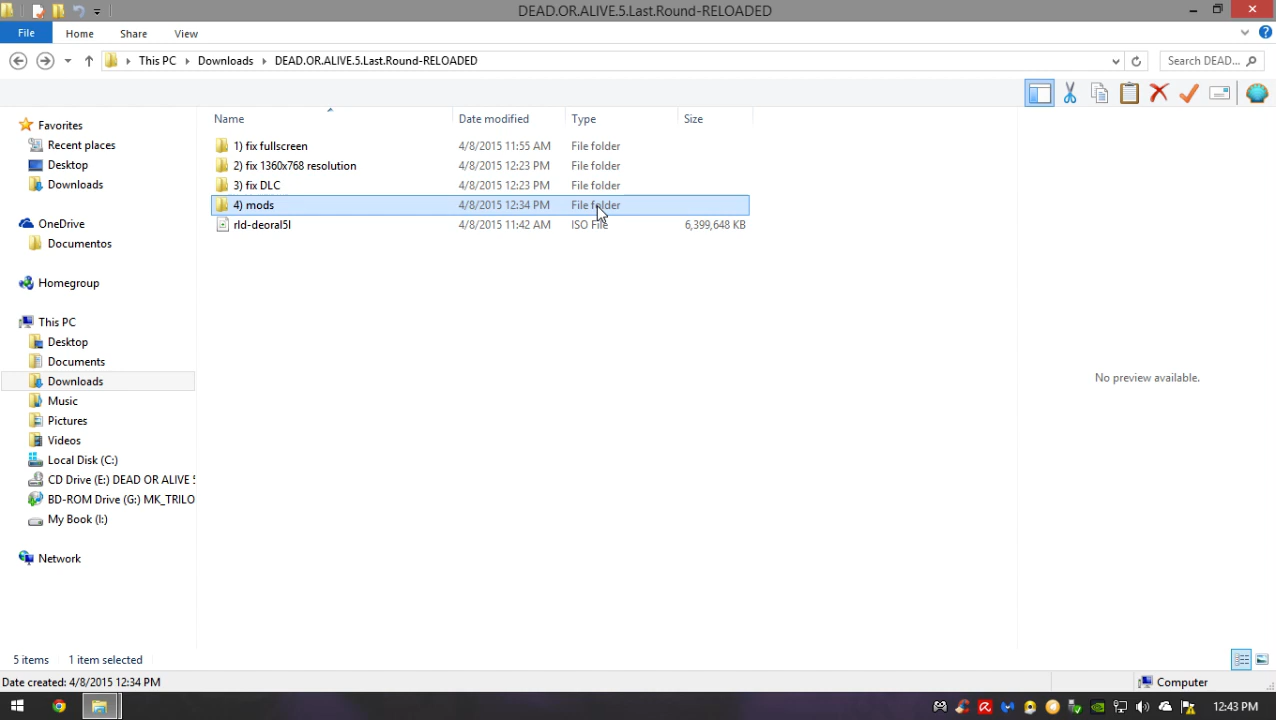 DEAD.OR.ALIVE.5.Last.Round-RELOADED
File Home Share View
This PC Downloads DEAD.OR.ALIVE.5.Last.Round-RELOADED Search DEAD...
Name Date modified Type Size
Favorites
Recent places
Desktop
Downloads
OneDrive
Documentos
Homegroup
This PC
Desktop
Documents
Downloads
Music
Pictures
Videos
Local Disk (C:)
CD Drive (E:) DEAD OR ALIVE 5
BD-ROM Drive (G:) MK_TRILO
My Book (I:)
Network
1) fix fullscreen 4/8/2015 11:55 AM File folder
2) fix 1360x768 resolution 4/8/2015 12:23 PM File folder
3) fix DLC 4/8/2015 12:23 PM File folder
4) mods 4/8/2015 12:34 PM File folder
rld-deoral5l 4/8/2015 11:42 AM ISO File 6,399,648 KB
No preview available.
5 items 1 item selected
Date created: 4/8/2015 12:34 PM Computer
12:43 PM